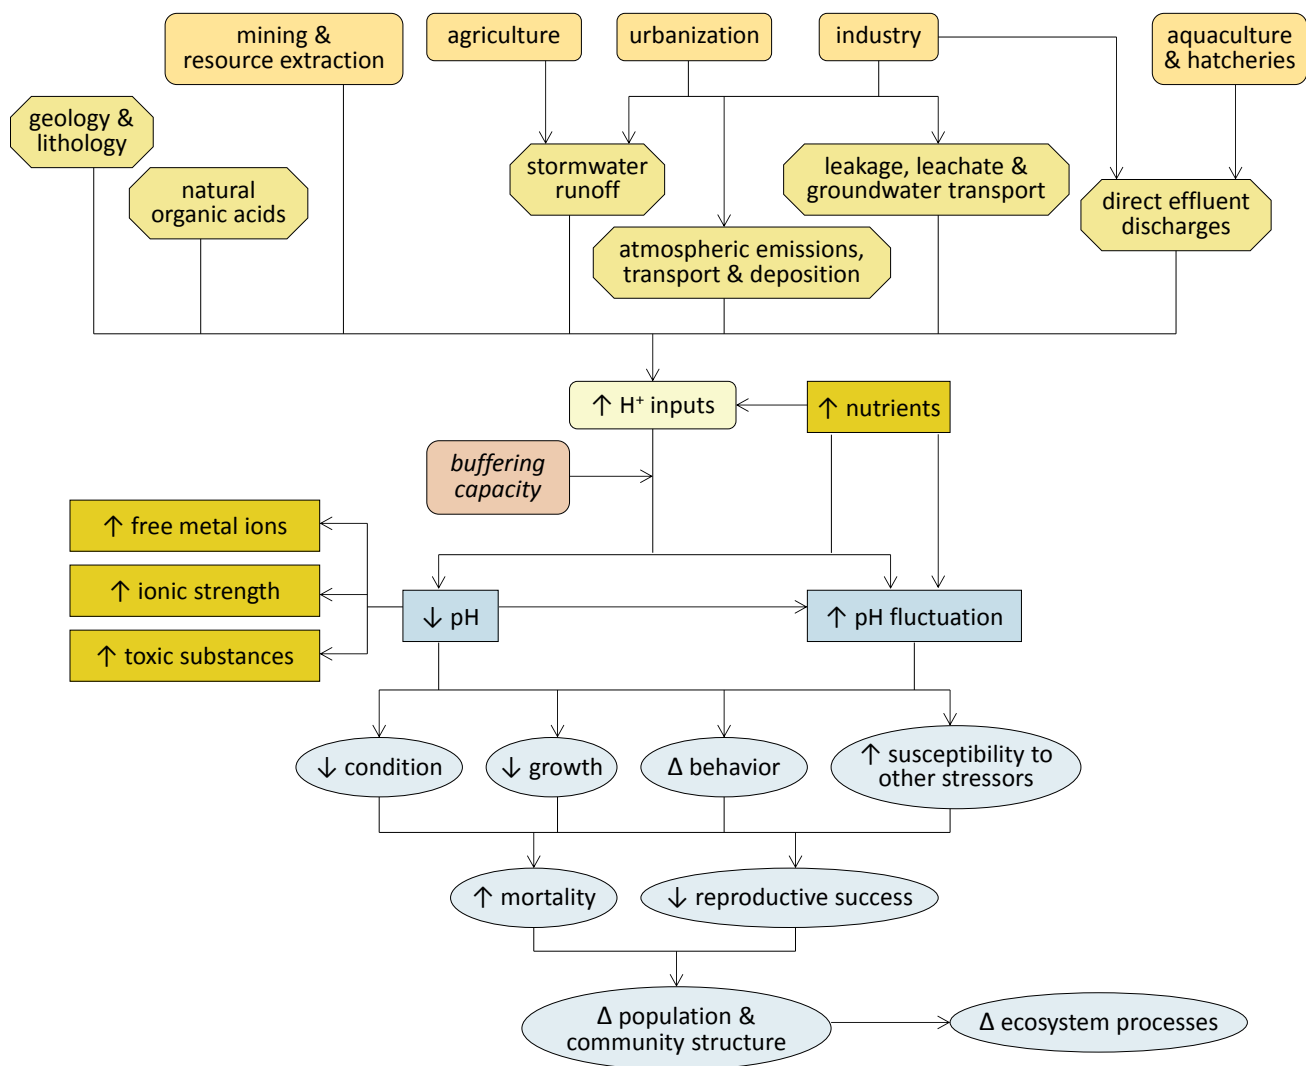 mining &
resource extraction
agriculture
urbanization
industry
aquaculture
& hatcheries
geology &
lithology
natural
organic acids
stormwater
runoff
leakage, leachate &
groundwater transport
direct effluent
discharges
atmospheric emissions,
transport & deposition
↑ H⁺ inputs
↑ nutrients
buffering
capacity
↑ free metal ions
↑ ionic strength
↑ toxic substances
↓ pH
↑ pH fluctuation
↓ condition
↓ growth
Δ behavior
↑ susceptibility to
other stressors
↑ mortality
↓ reproductive success
Δ population &
community structure
Δ ecosystem processes